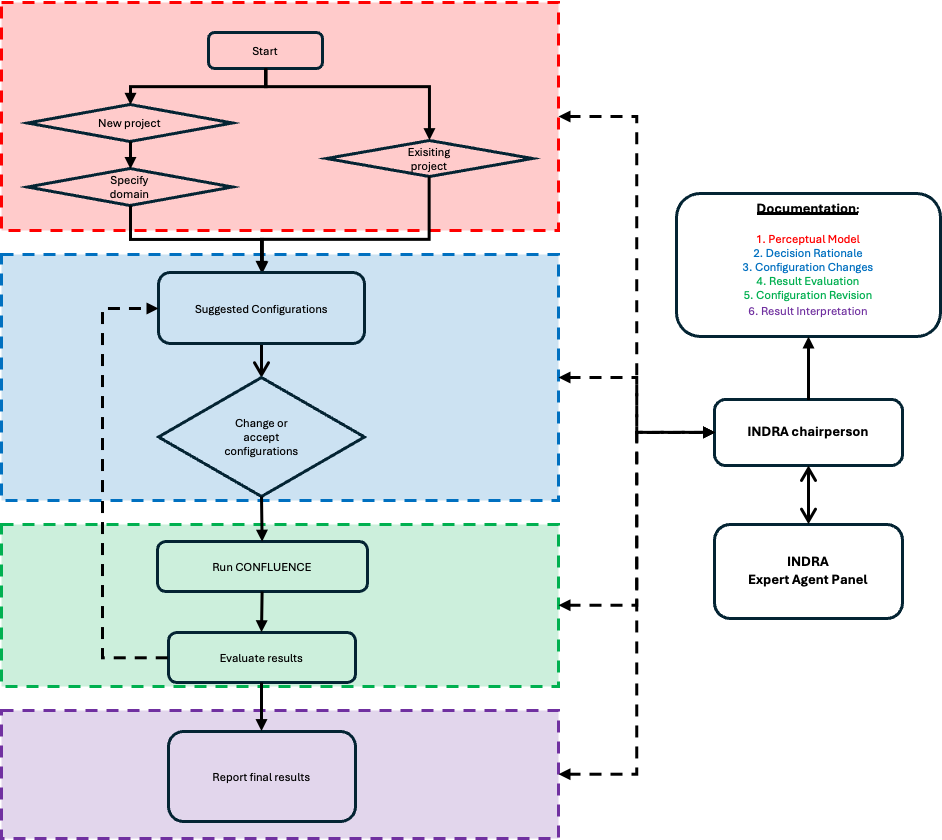 Start
New project
Specify
domain
Exisiting
project
Suggested Configurations
Change or
accept
configurations
Run CONFLUENCE
Evaluate results
Report final results
Documentation:
1. Perceptual Model
2. Decision Rationale
3. Configuration Changes
4. Result Evaluation
5. Configuration Revision
6. Result Interpretation
INDRA chairperson
INDRA
Expert Agent Panel